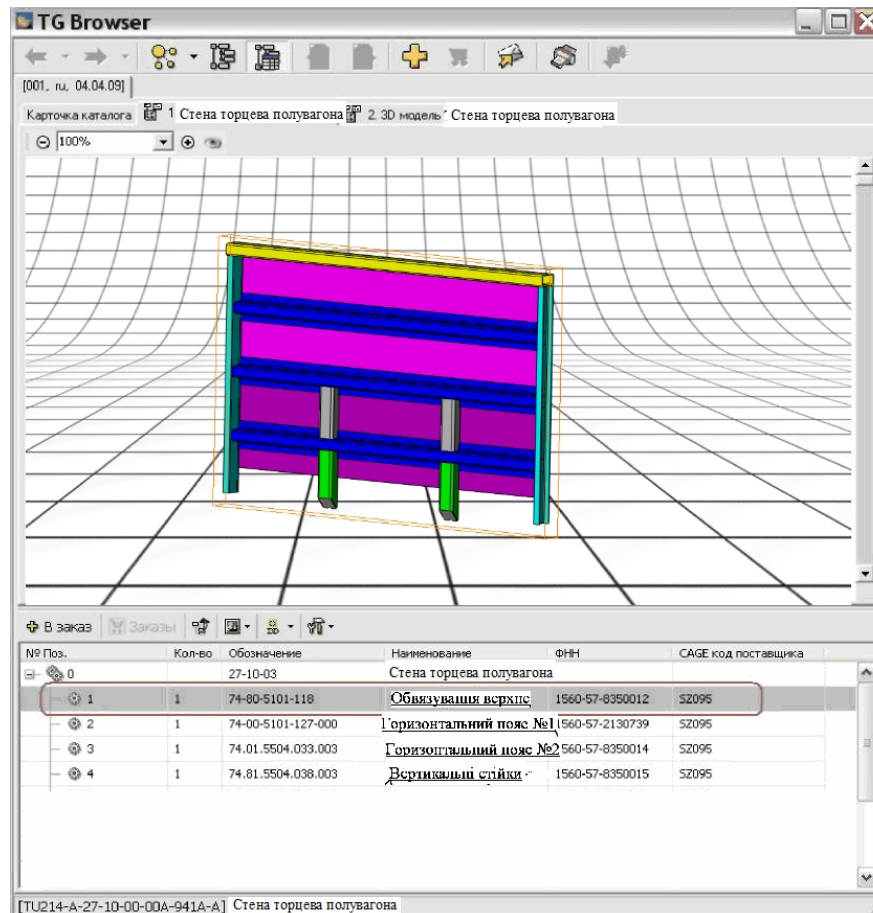 TG Browser
[001, ru, 04.04.09]
Карточка каталога 1 Стена торцева полувагона 2. 3D модель Стена торцева полувагона
100%
В заказ Заказы
№ Поз. Кол-во Обозначение Наименование ФНН CAGE код поставщика
0 27-10-03 Стена торцева полувагона
1 1 74-80-5101-118 Обвязування верхнє 1560-57-8350012 SZ095
2 1 74-00-5101-127-000 Горизонтальний пояс №1 1560-57-2130739 SZ095
3 1 74.01.5504.033.003 Горизонтальний пояс №2 560-57-8350014 SZ095
4 1 74.81.5504.038.003 Вертикальні стійки 1560-57-8350015 SZ095
[TU214-A-27-10-00-00A-941A-A] Стена торцева полувагона